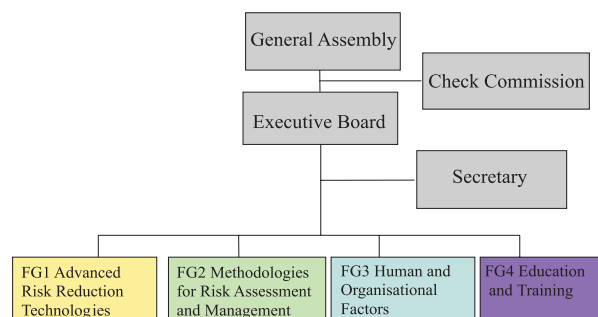 General Assembly
Check Commission
Executive Board
Secretary
FG1 Advanced
Risk Reduction
Technologies
FG2 Methodologies
for Risk Assessment
and Management
FG3 Human and
Organisational
Factors
FG4 Education
and Training